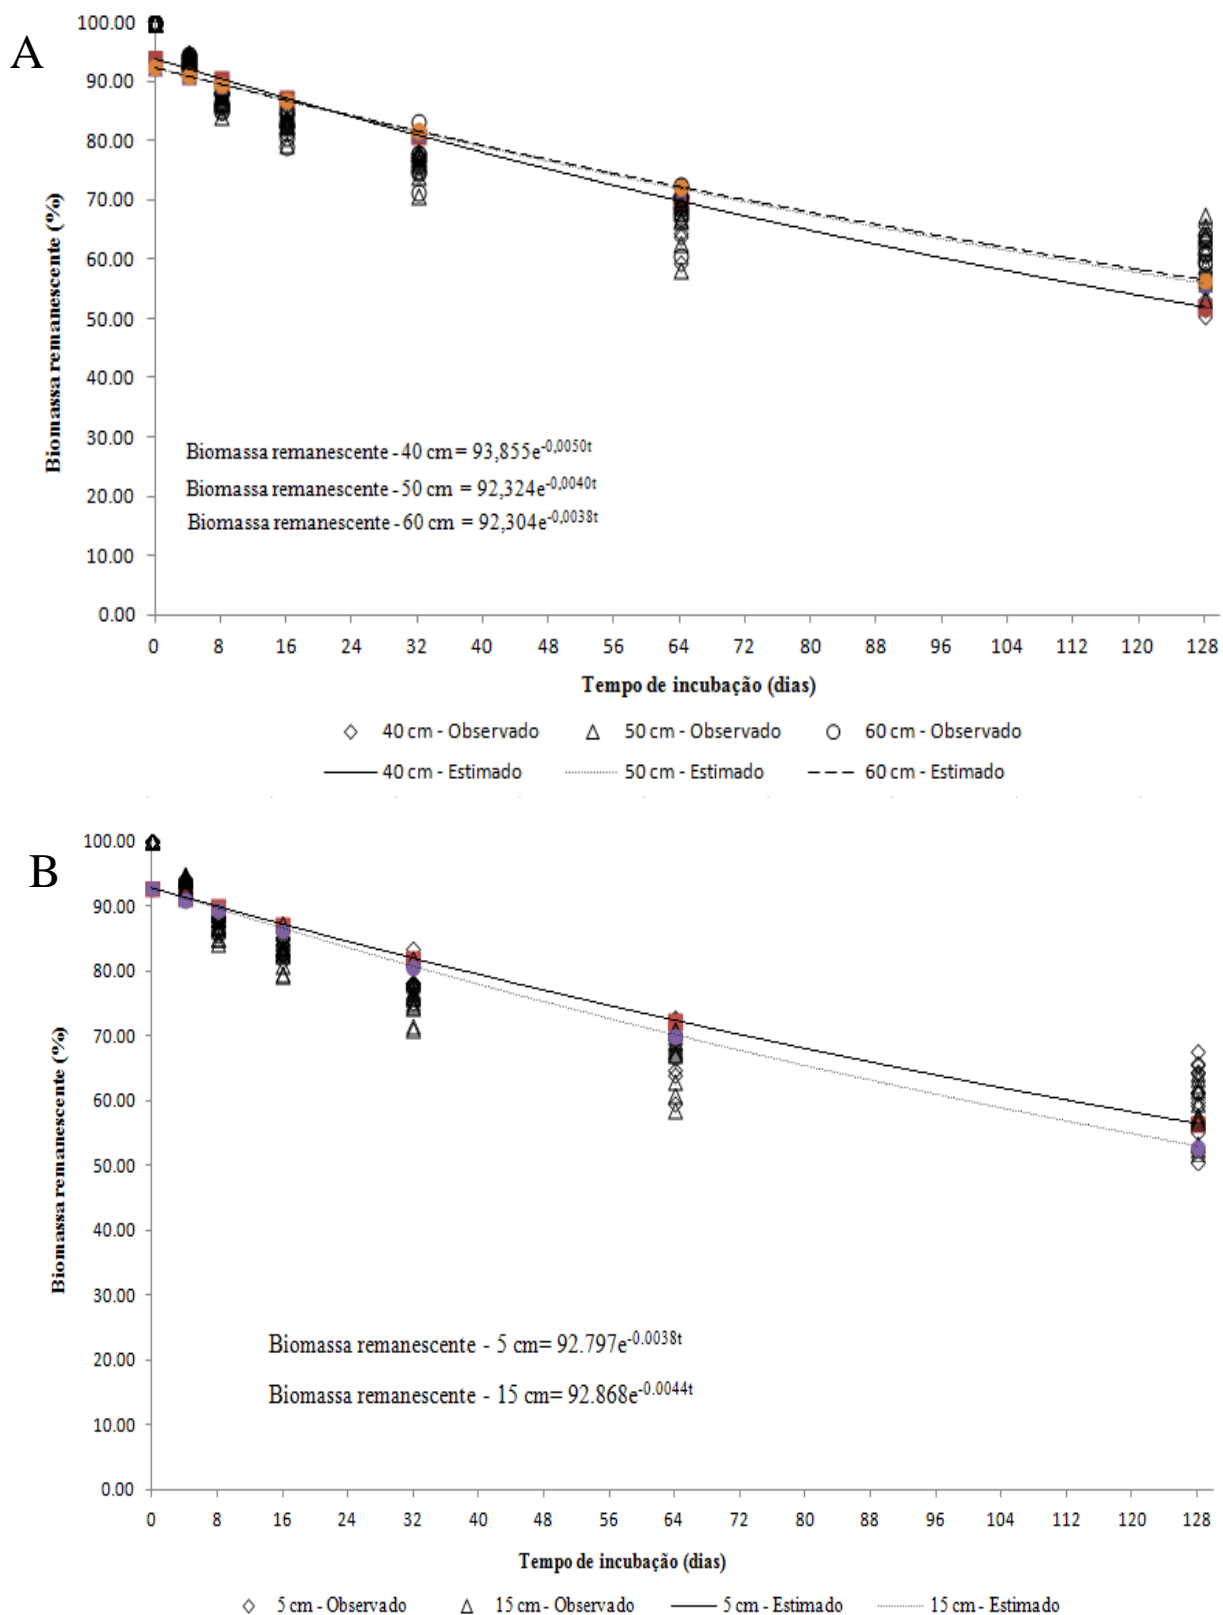 A
100.00
90.00
80.00
70.00
60.00
50.00
40.00
30.00
20.00
10.00
0.00
Biomassa remanescente (%)
Biomassa remanescente - 40 cm = 93,855e-0,0050t
Biomassa remanescente - 50 cm = 92,324e-0,0040t
Biomassa remanescente - 60 cm = 92,304e-0,0038t
0 8 16 24 32 40 48 56 64 72 80 88 96 104 112 120 128
Tempo de incubação (dias)
40 cm - Observado 50 cm - Observado 60 cm - Observado
40 cm - Estimado 50 cm - Estimado 60 cm - Estimado
B
100.00
90.00
80.00
70.00
60.00
50.00
40.00
30.00
20.00
10.00
0.00
Biomassa remanescente (%)
Biomassa remanescente - 5 cm= 92.797e-0.0038t
Biomassa remanescente - 15 cm= 92.868e-0.0044t
0 8 16 24 32 40 48 56 64 72 80 88 96 104 112 120 128
Tempo de incubação (dias)
5 cm - Observado 15 cm - Observado 5 cm - Estimado 15 cm - Estimado